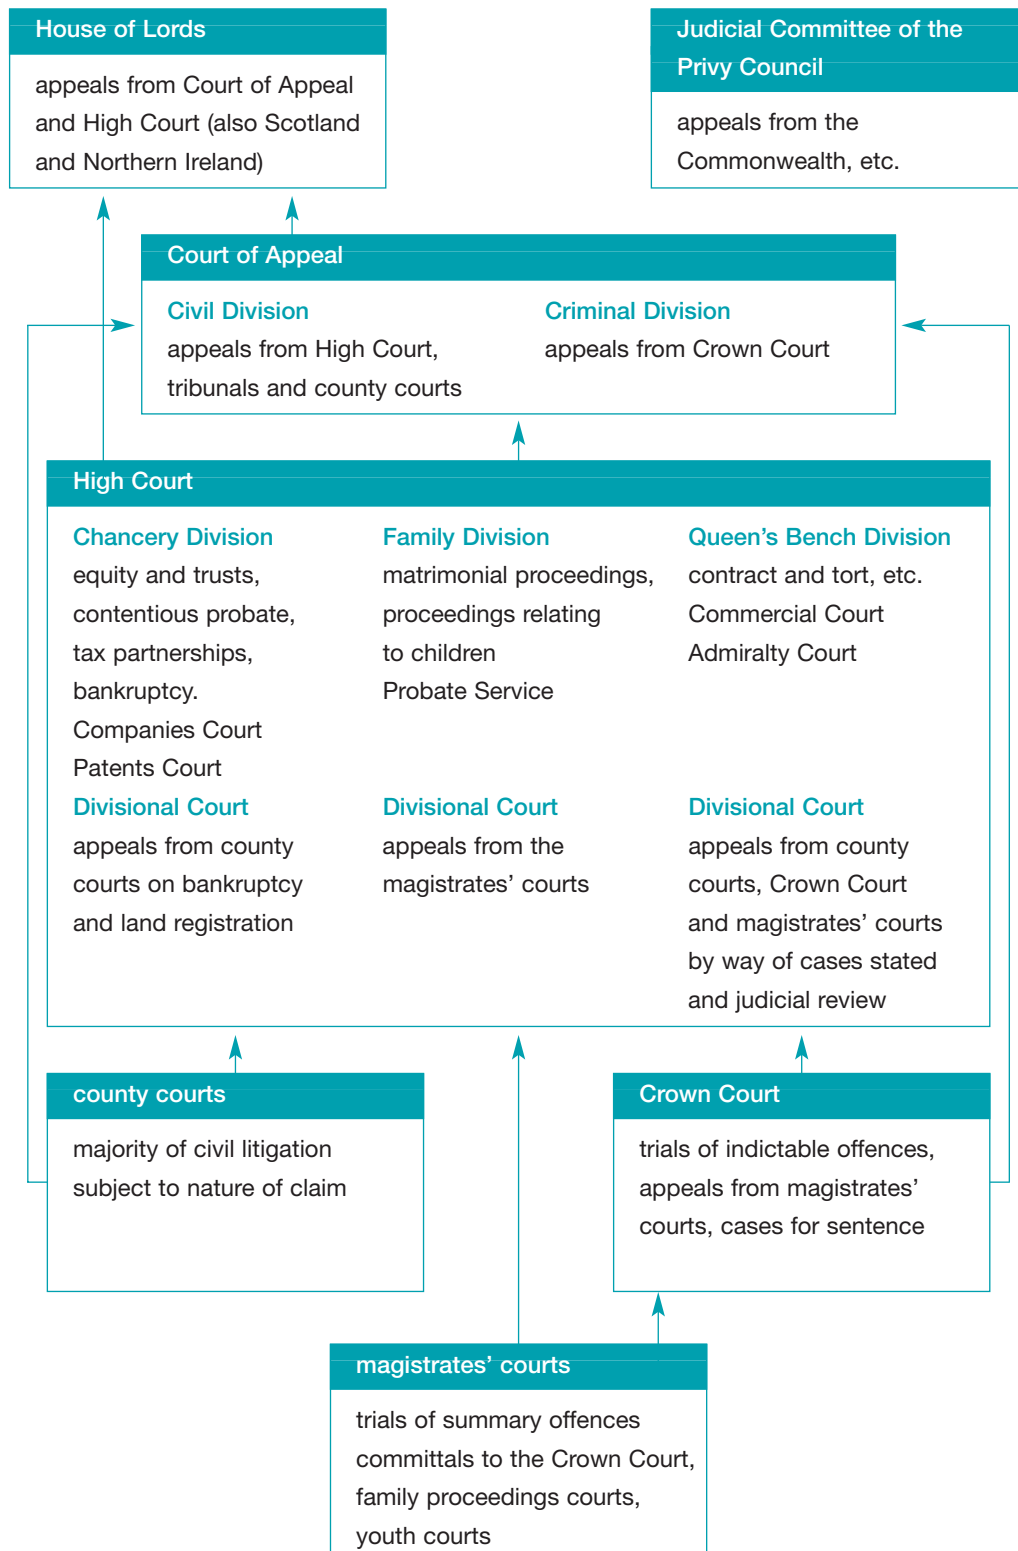 House of Lords
appeals from Court of Appeal
and High Court (also Scotland
and Northern Ireland)
Judicial Committee of the
Privy Council
appeals from the
Commonwealth, etc.
Court of Appeal
Civil Division
appeals from High Court,
tribunals and county courts
Criminal Division
appeals from Crown Court
High Court
Chancery Division
equity and trusts,
contentious probate,
tax partnerships,
bankruptcy.
Companies Court
Patents Court
Divisional Court
appeals from county
courts on bankruptcy
and land registration
Family Division
matrimonial proceedings,
proceedings relating
to children
Probate Service
Divisional Court
appeals from the
magistrates’ courts
Queen’s Bench Division
contract and tort, etc.
Commercial Court
Admiralty Court
Divisional Court
appeals from county
courts, Crown Court
and magistrates’ courts
by way of cases stated
and judicial review
county courts
majority of civil litigation
subject to nature of claim
Crown Court
trials of indictable offences,
appeals from magistrates’
courts, cases for sentence
magistrates’ courts
trials of summary offences
committals to the Crown Court,
family proceedings courts,
youth courts